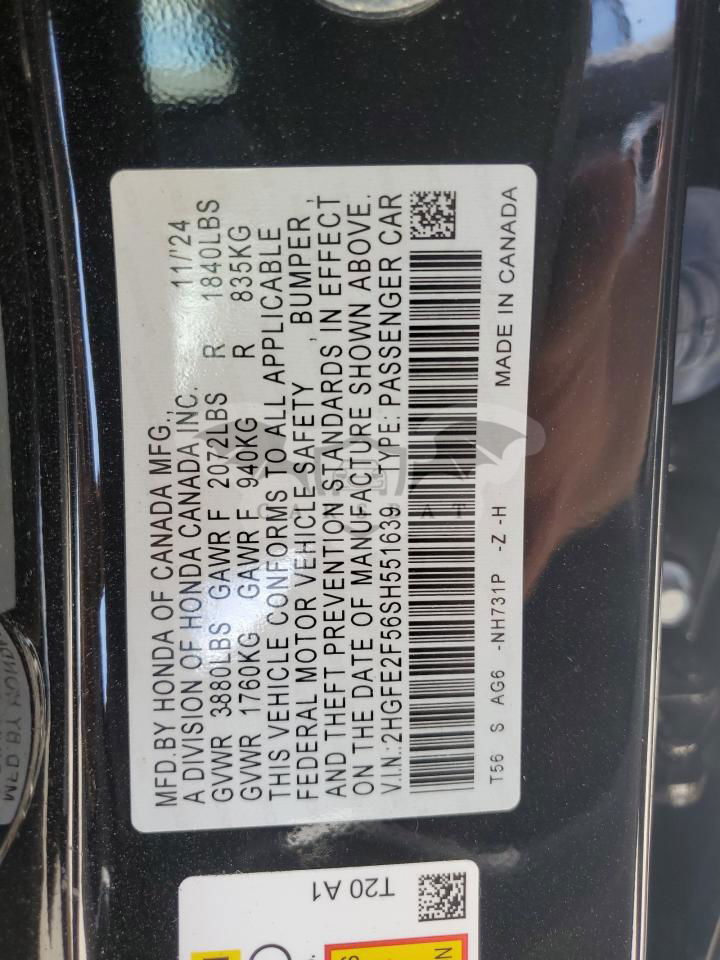 MFD.BY HONDA OF CANADA MFG.,
A DIVISION OF HONDA CANADA INC. 11/'24
GVWR 3880LBS GAWR F 2072LBS R 1840LBS
GVWR 1760KG GAWR F 940KG R 835KG
THIS VEHICLE CONFORMS TO ALL APPLICABLE
FEDERAL MOTOR VEHICLE SAFETY , BUMPER ,
AND THEFT PREVENTION STANDARDS IN EFFECT
ON THE DATE OF MANUFACTURE SHOWN ABOVE.
V.I.N.:2HGFE2F56SH551639 TYPE: PASSENGER CAR
T56 S AG6 -NH731P -Z -H MADE IN CANADA
T20 A1